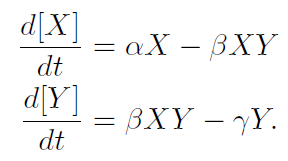 d[X]/dt = αX − βXY
d[Y]/dt = βXY − γY.